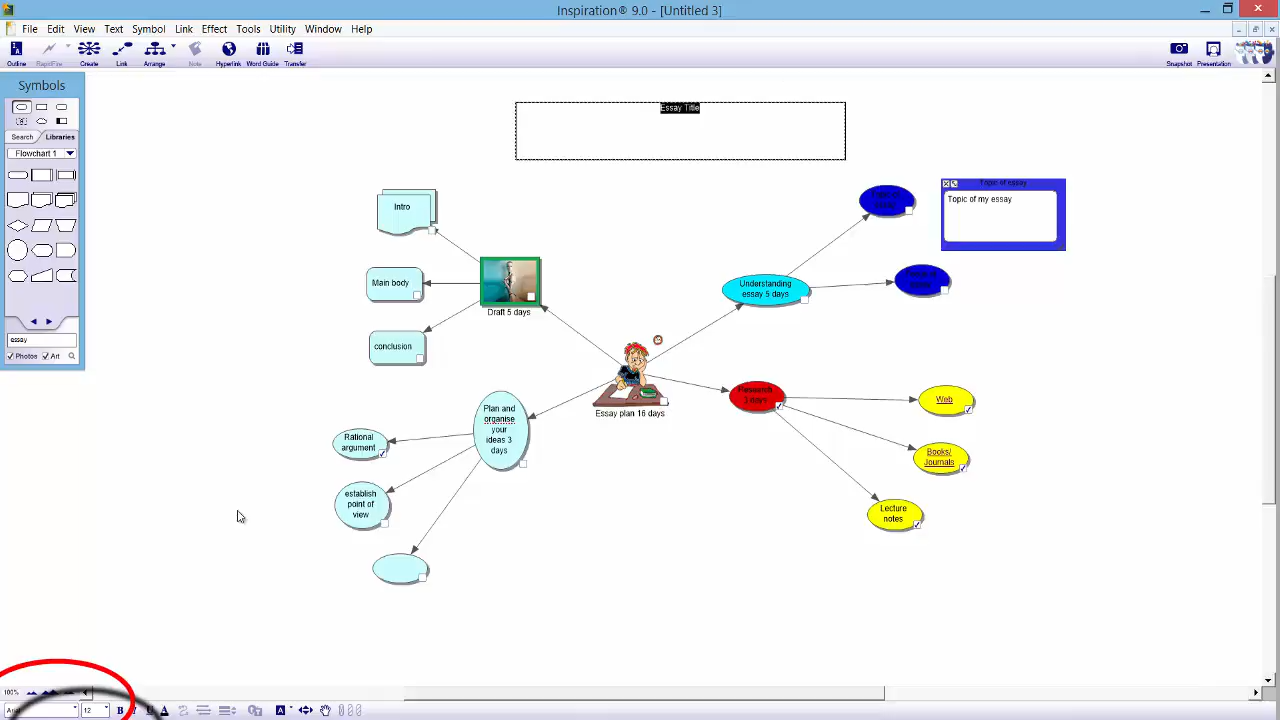 Inspiration® 9.0 - [Untitled 3]
File Edit View Text Symbol Link Effect Tools Utility Window Help
Outline RapidFire Create Link Arrange Note Hyperlink Word Guide Transfer Snapshot Presentation
Symbols
Search Libraries
Flowchart 1
essay
Photos Art
Essay Title
Intro
Main body
conclusion
Draft 5 days
Topic of essay
Topic of my essay
Understanding
essay 5 days
Essay plan 16 days
Research
3 days
Web
Books/
Journals
Lecture
notes
Plan and
organise
your
ideas 3
days
Rational
argument
establish
point of
view
100%
12
B
U
A
A